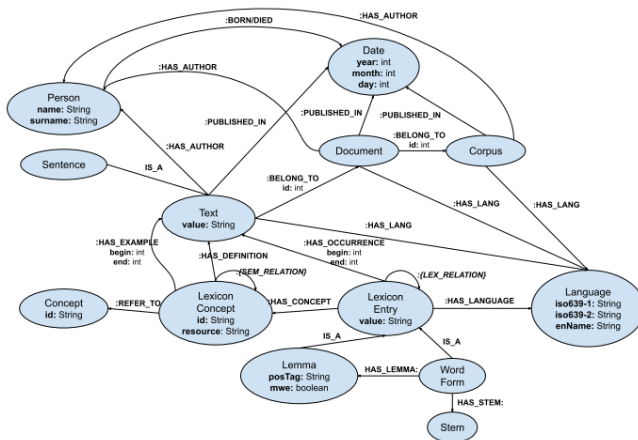 :HAS_AUTHOR
:BORN/DIED
Date
year: int
month: int
day: int
:HAS_AUTHOR
Person
name: String
surname: String
:PUBLISHED_IN
:PUBLISHED_IN
:PUBLISHED_IN
:HAS_AUTHOR
:BELONG_TO
id: int
Sentence
IS_A
Document
Corpus
:BELONG_TO
id: int
:HAS_LANG
:HAS_LANG
Text
value: String
:HAS_LANG
:HAS_EXAMPLE
begin: int
end: int
:HAS_DEFINITION
:HAS_OCCURRENCE
begin: int
end: int
:{SEM_RELATION}
:{LEX_RELATION}
Concept
id: String
:REFER_TO
Lexicon
Concept
id: String
resource: String
:HAS_CONCEPT
Lexicon
Entry
value: String
:HAS_LANGUAGE
Language
iso639-1: String
iso639-2: String
enName: String
IS_A
IS_A
Lemma
posTag: String
mwe: boolean
HAS_LEMMA:
Word
Form
HAS_STEM:
Stem